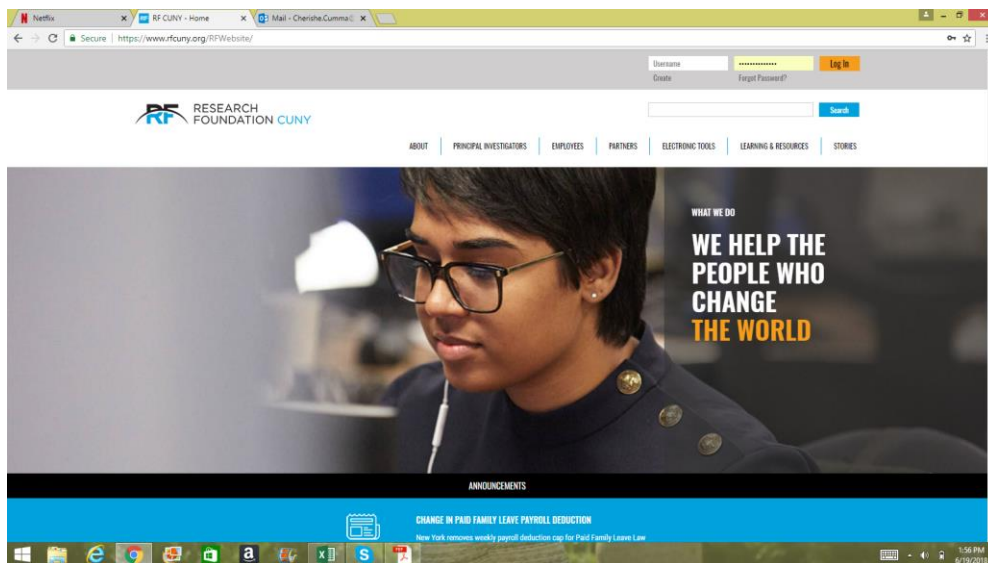 Netflix
RF CUNY - Home
Mail - Cherishe.Cumma
Secure | https://www.rfcuny.org/RFWebsite/
Username
Log In
Create
Forgot Password?
RF RESEARCH
FOUNDATION CUNY
Search
ABOUT PRINCIPAL INVESTIGATORS EMPLOYEES PARTNERS ELECTRONIC TOOLS LEARNING & RESOURCES STORIES
WHAT WE DO
WE HELP THE
PEOPLE WHO
CHANGE
THE WORLD
ANNOUNCEMENTS
CHANGE IN PAID FAMILY LEAVE PAYROLL DEDUCTION
New York removes weekly payroll deduction cap for Paid Family Leave Law
1:56 PM
6/19/2018